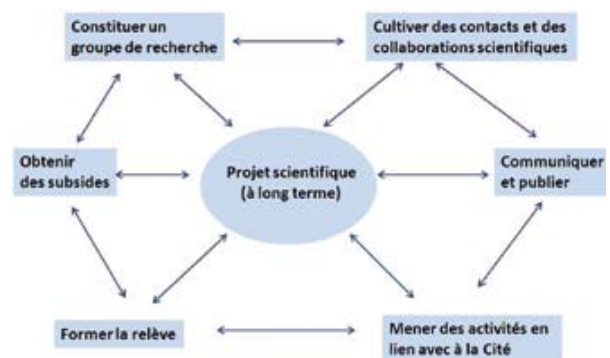 Constituer un
groupe de recherche
Cultiver des contacts et des
collaborations scientifiques
Obtenir
des subsides
Projet scientifique
(à long terme)
Communiquer
et publier
Former la relève
Mener des activités en
lien avec à la Cité